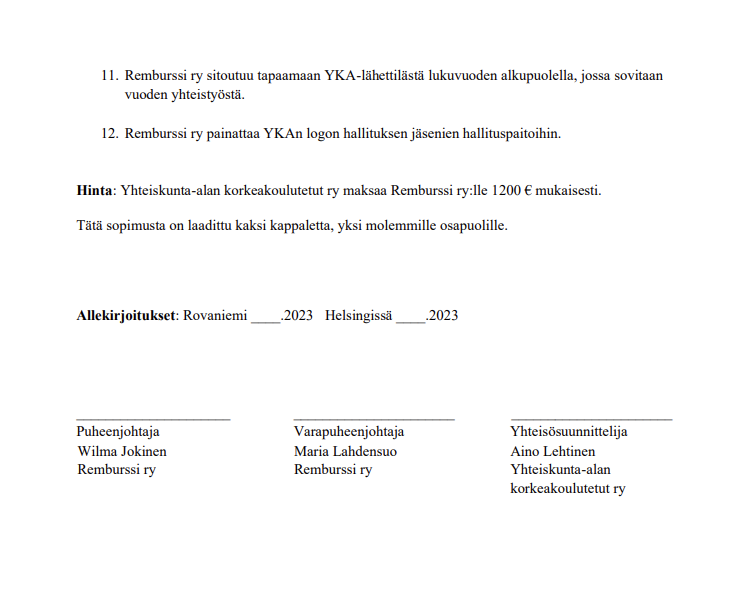 11. Remburssi ry sitoutuu tapaamaan YKA-lähettilästä lukuvuoden alkupuolella, jossa sovitaan
vuoden yhteistyöstä.
12. Remburssi ry painattaa YKAn logon hallituksen jäsenien hallituspaitoihin.
Hinta: Yhteiskunta-alan korkeakoulutetut ry maksaa Remburssi ry:lle 1200 € mukaisesti.
Tätä sopimusta on laadittu kaksi kappaletta, yksi molemmille osapuolille.
Allekirjoitukset: Rovaniemi ____.2023 Helsingissä ____.2023
_____________________ ______________________ ______________________
Puheenjohtaja Varapuheenjohtaja Yhteisösuunnittelija
Wilma Jokinen Maria Lahdensuo Aino Lehtinen
Remburssi ry Remburssi ry Yhteiskunta-alan
korkeakoulutetut ry